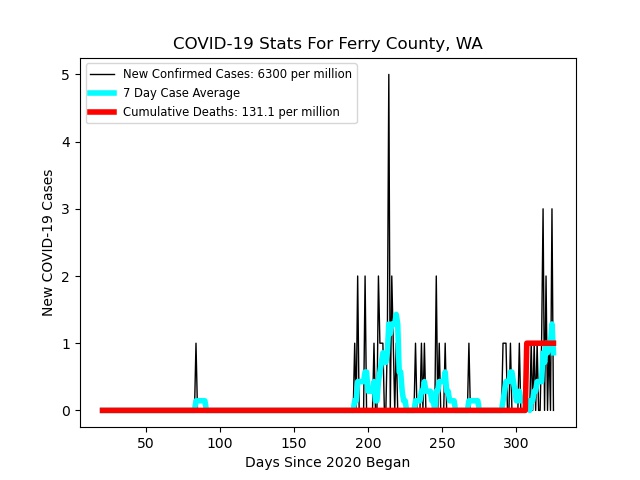 COVID-19 Stats For Ferry County, WA
New Confirmed Cases: 6300 per million
7 Day Case Average
Cumulative Deaths: 131.1 per million
New COVID-19 Cases
5
4
3
2
1
0
50 100 150 200 250 300
Days Since 2020 Began